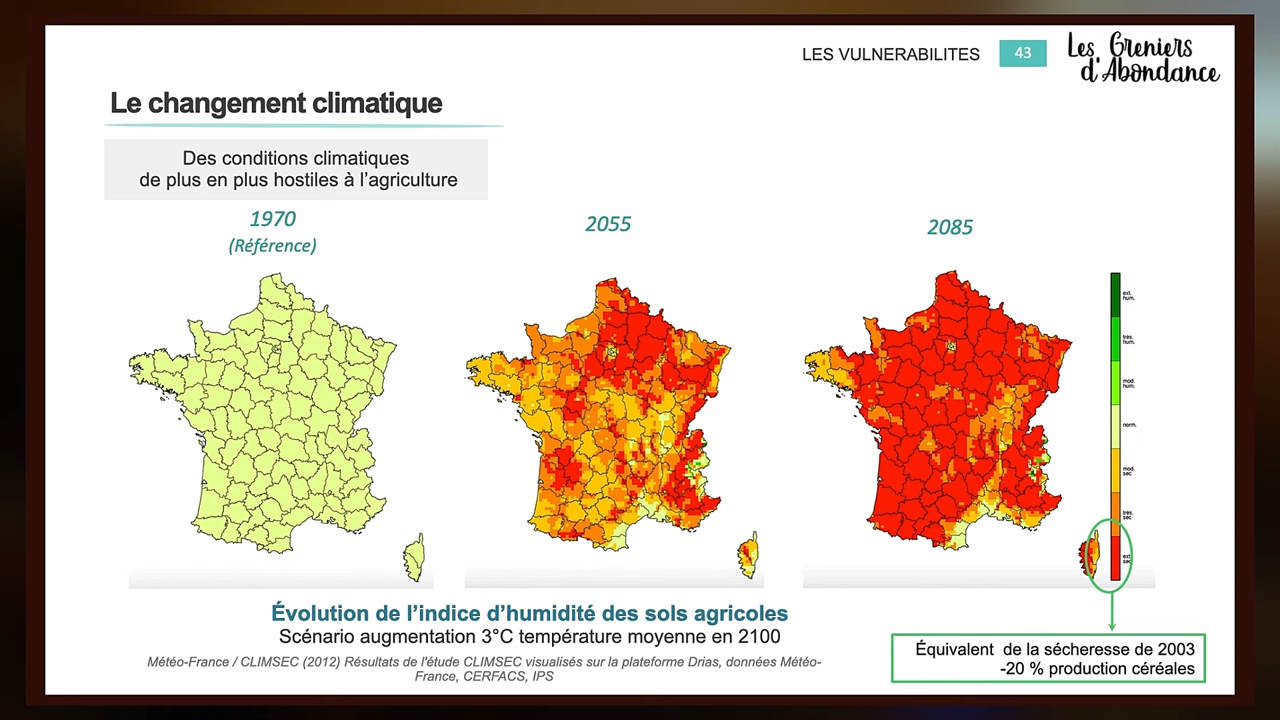 LES VULNERABILITES
43
Les Greniers
d'Abondance
Le changement climatique
Des conditions climatiques
de plus en plus hostiles à l'agriculture
1970
(Référence)
2055
2085
ext.
hum.
très.
hum.
mod.
hum.
norm.
mod.
sec
très.
sec
ext.
sec
Évolution de l'indice d'humidité des sols agricoles
Scénario augmentation 3°C température moyenne en 2100
Météo-France / CLIMSEC (2012) Résultats de l'étude CLIMSEC visualisés sur la plateforme Drias, données Météo-
France, CERFACS, IPS
Équivalent de la sécheresse de 2003
-20 % production céréales